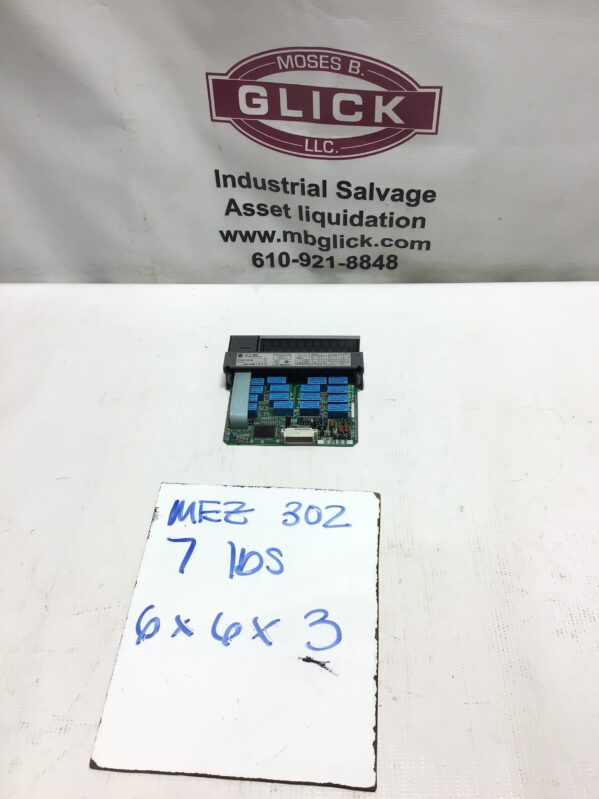 MOSES B.
GLICK
LLC.
Industrial Salvage
Asset liquidation
www.mbglick.com
610-921-8848
MEZ 302
7 lbs
6 x 6 x 3